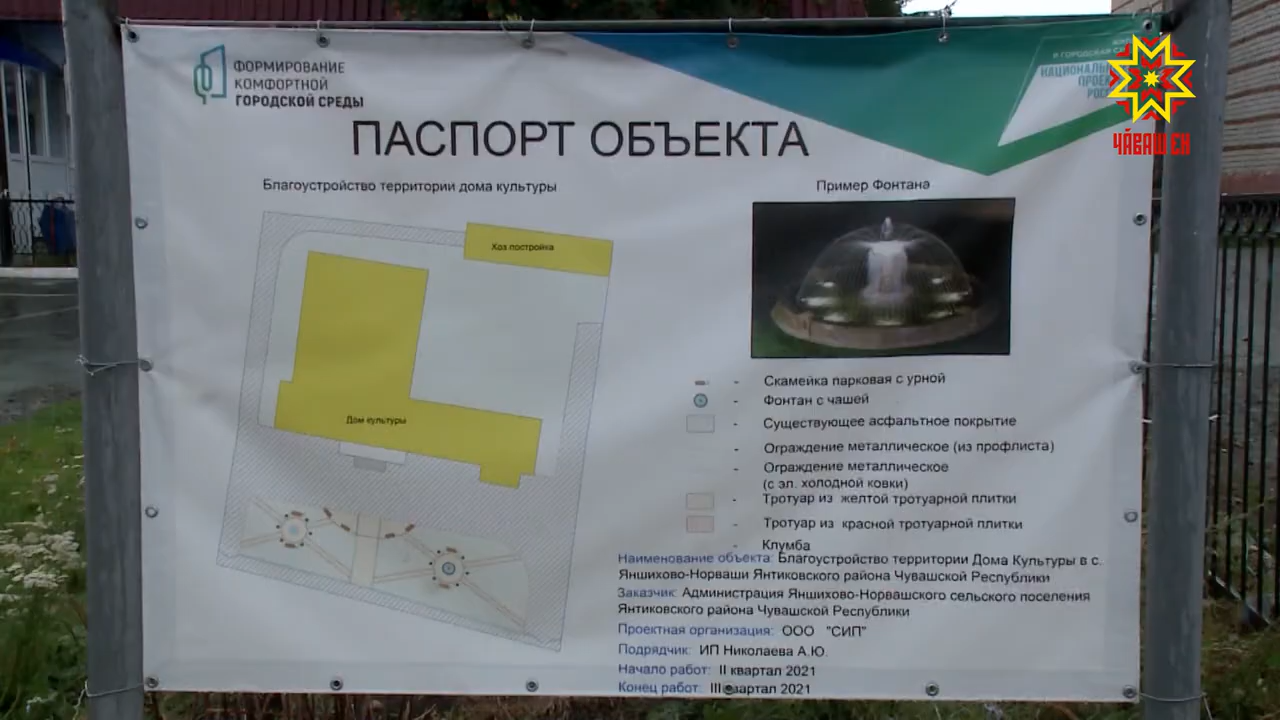 ФОРМИРОВАНИЕ
КОМФОРТНОЙ
ГОРОДСКОЙ СРЕДЫ
НАЦИОНАЛЬ
ПРОЕ
РОС
ЧӐВАШ ЕН
ПАСПОРТ ОБЪЕКТА
Благоустройство территории дома культуры
Пример Фонтана
Хоз постройка
Дом культуры
- Скамейка парковая с урной
- Фонтан с чашей
- Существующее асфальтное покрытие
- Ограждение металлическое (из профлиста)
- Ограждение металлическое
(с эл. холодной ковки)
- Тротуар из желтой тротуарной плитки
- Тротуар из красной тротуарной плитки
- Клумба
Наименование объекта: Благоустройство территории Дома Культуры в с.
Яншихово-Норваши Янтиковского района Чувашской Республики
Заказчик: Администрация Яншихово-Норвашского сельского поселения
Янтиковского района Чувашской Республики
Проектная организация: ООО "СИП"
Подрядчик: ИП Николаева А.Ю.
Начало работ: II квартал 2021
Конец работ: III квартал 2021